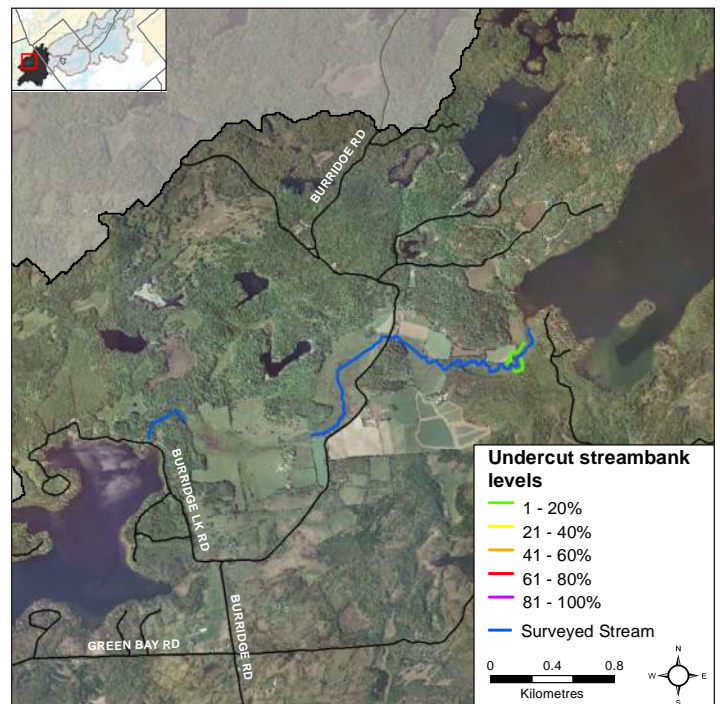 BURRIDOE RD
BURRIDGE LK RD
BURRIDGE RD
GREEN BAY RD
Undercut streambank
levels
1 - 20%
21 - 40%
41 - 60%
61 - 80%
81 - 100%
Surveyed Stream
0 0.4 0.8
Kilometres
N
W E
S